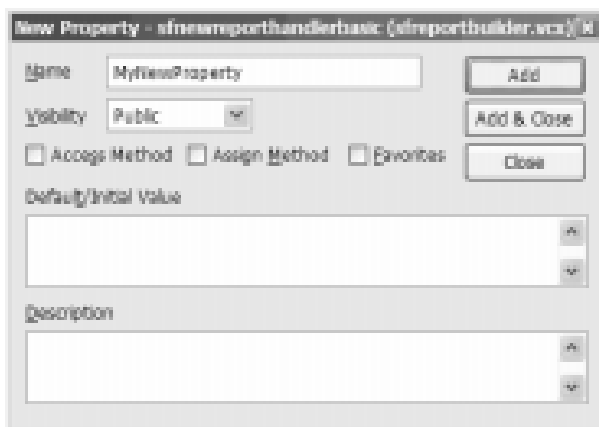 New Property - sfnewreporthandlerbasic (sfreportbuilder.vcx)
Name MyNewProperty Add
Visibility Public Add & Close
Access Method Assign Method Favorites Close
Default/Initial Value
Description